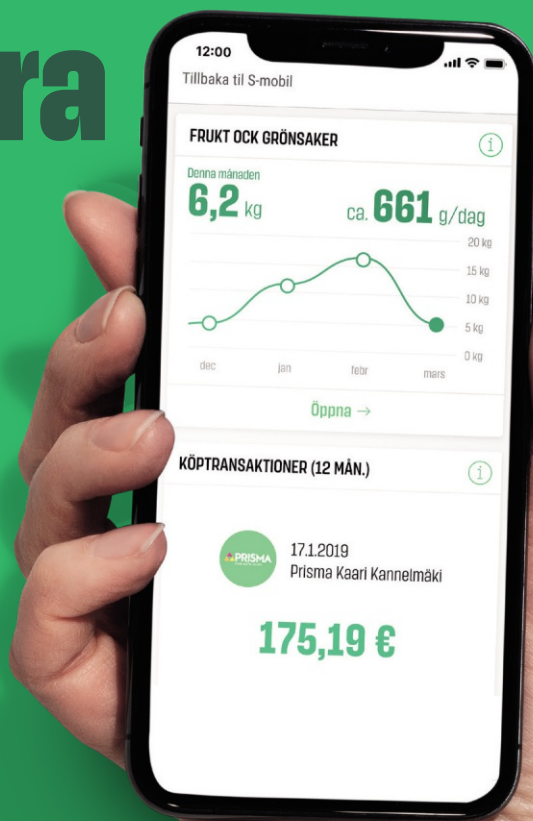 ra
12:00
Tillbaka til S-mobil
FRUKT OCK GRÖNSAKER
i
Denna månaden
6,2 kg
ca. 661 g/dag
20 kg
15 kg
10 kg
5 kg
0 kg
dec jan febr mars
Öppna →
KÖPTRANSAKTIONER (12 MÅN.)
i
PRISMA
17.1.2019
Prisma Kaari Kannelmäki
175,19 €